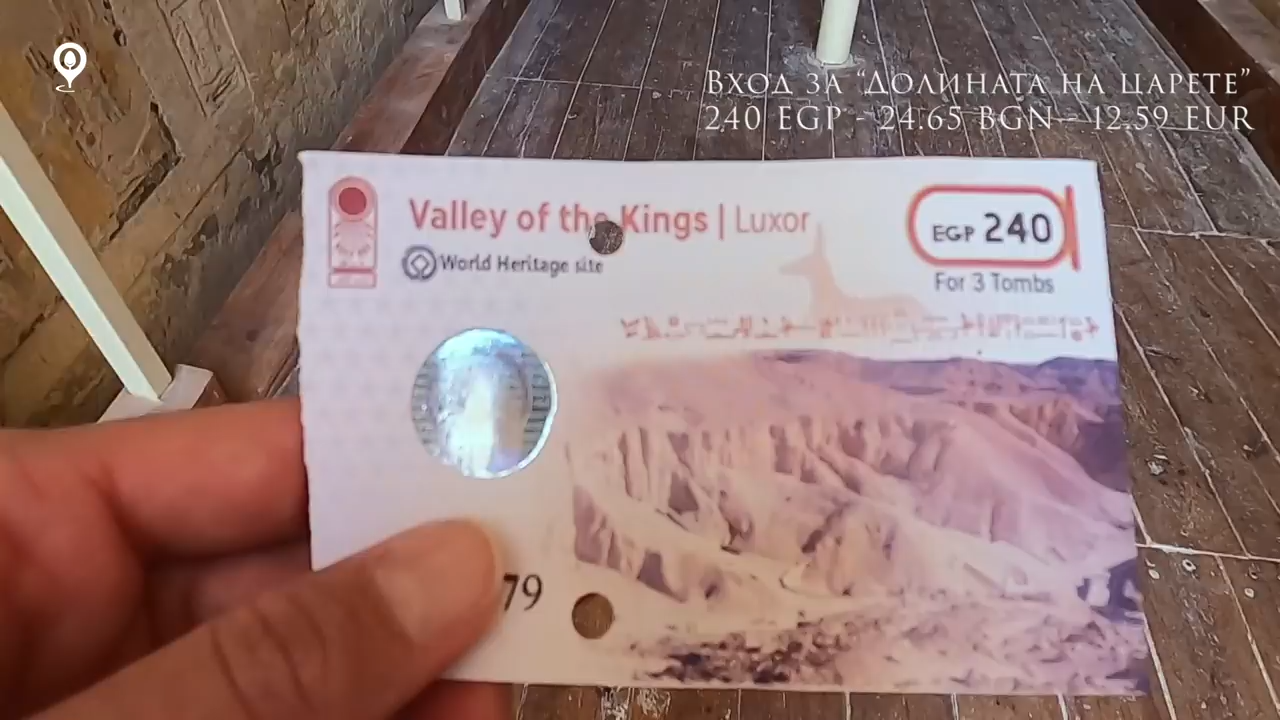 Вход за “Долината на царете”
240 EGP - 24.65 BGN - 12.59 EUR
Valley of the Kings | Luxor
World Heritage site
EGP 240
For 3 Tombs
79